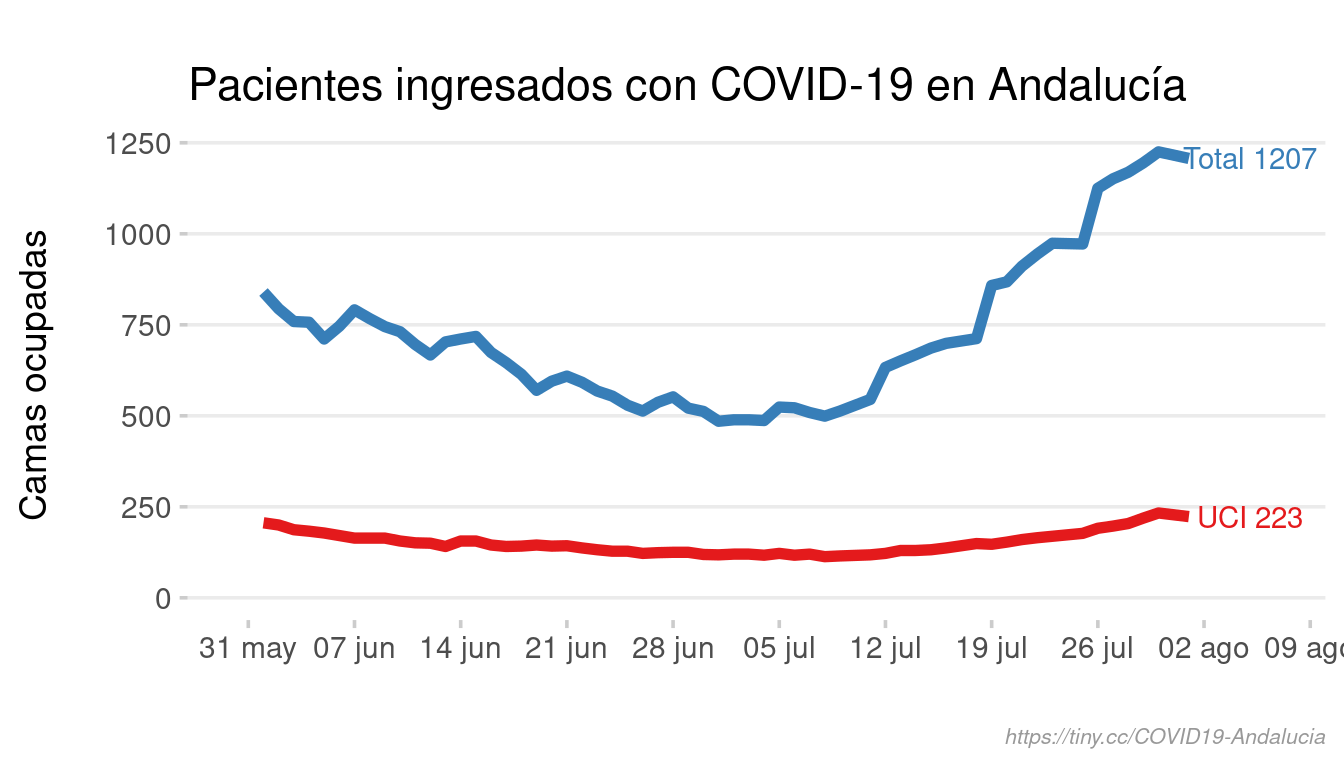 Pacientes ingresados con COVID-19 en Andalucía
Camas ocupadas
1250
1000
750
500
250
0
Total 1207
UCI 223
31 may 07 jun 14 jun 21 jun 28 jun 05 jul 12 jul 19 jul 26 jul 02 ago 09 ago
https://tiny.cc/COVID19-Andalucia